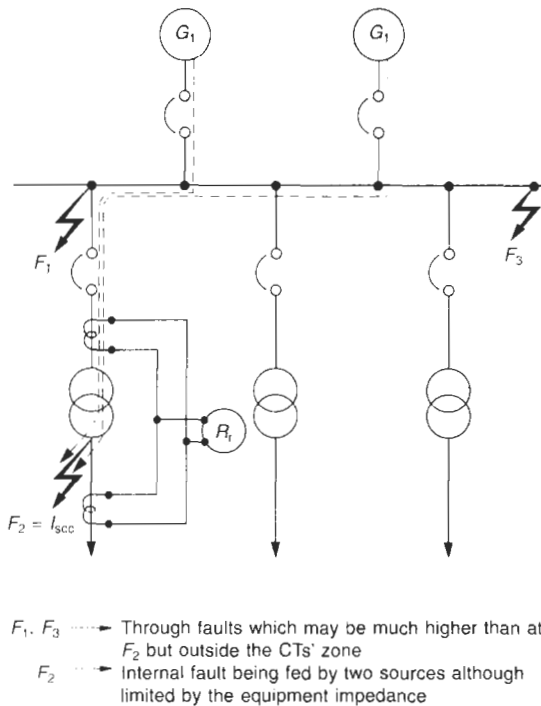 G₁ G₁
F₁ F₃
Rᵣ
F₂ = Iscc
F₁, F₃ Through faults which may be much higher than at
F₂ but outside the CTs' zone
F₂ Internal fault being fed by two sources although
limited by the equipment impedance